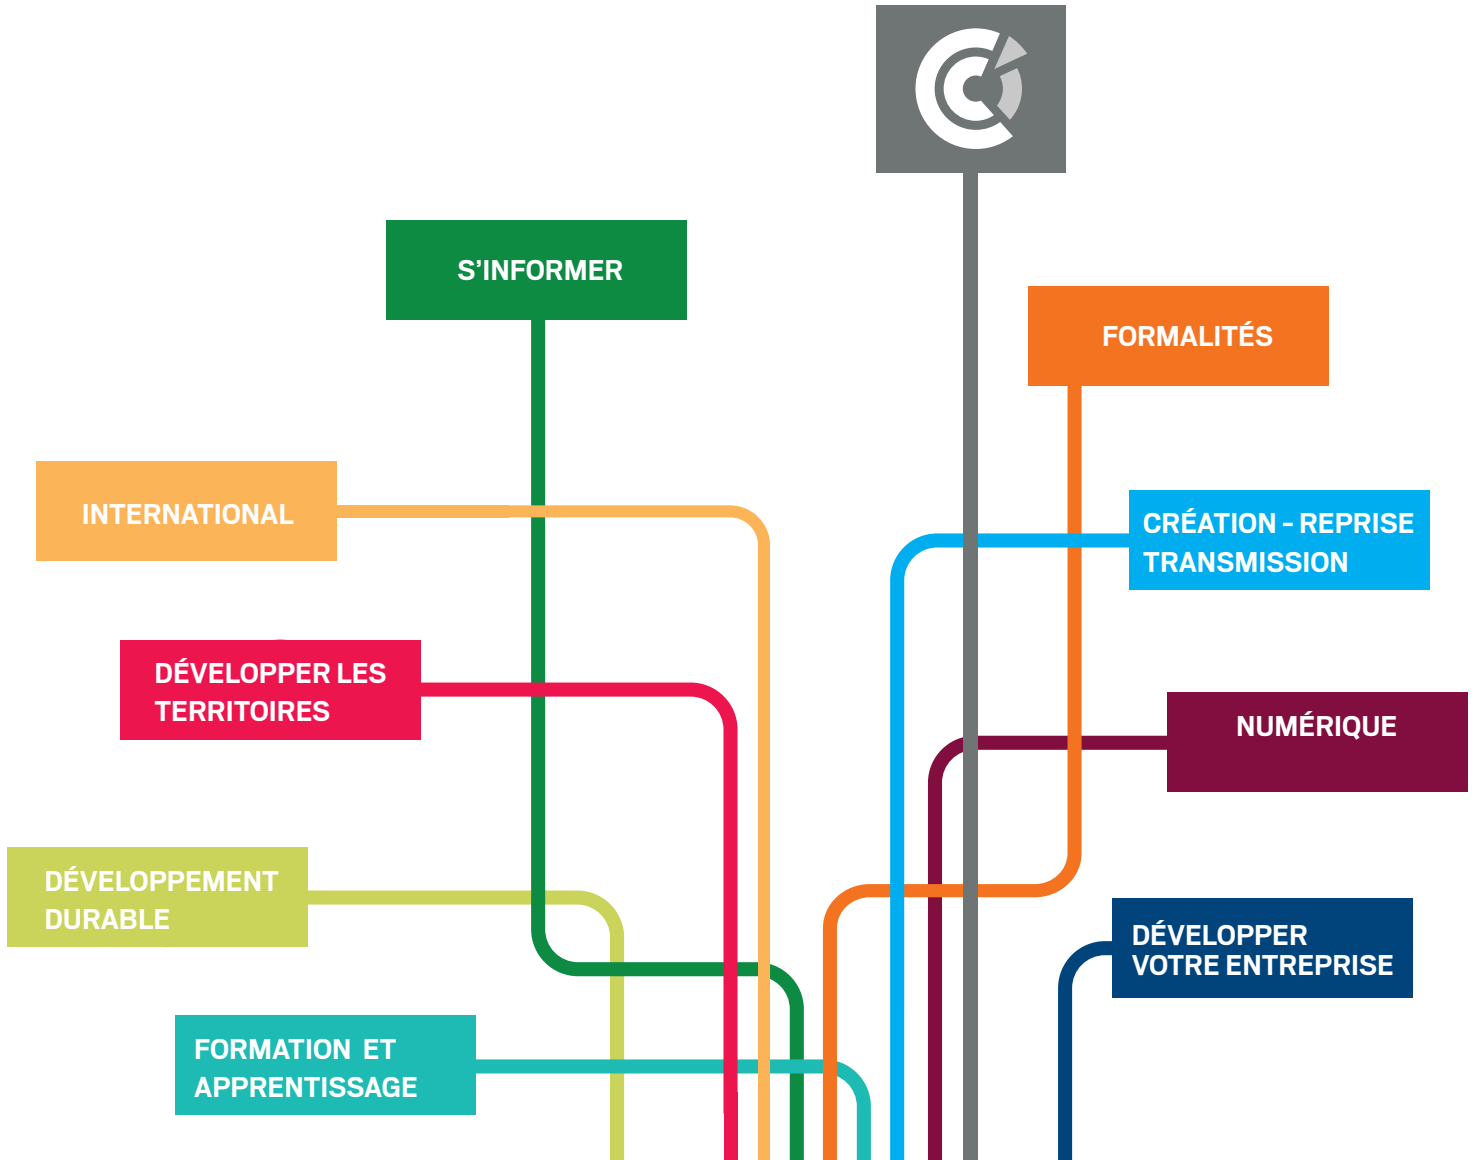 S’INFORMER
FORMALITÉS
INTERNATIONAL
CRÉATION - REPRISE
TRANSMISSION
DÉVELOPPER LES
TERRITOIRES
NUMÉRIQUE
DÉVELOPPEMENT
DURABLE
DÉVELOPPER
VOTRE ENTREPRISE
FORMATION ET
APPRENTISSAGE